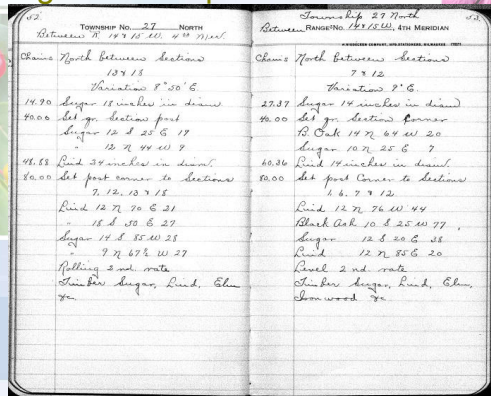 52.
TOWNSHIP NO. 27 NORTH
Between R. 14 & 15 W. 4th Mer.
Chains North Between Sections
13 & 18
Variation 8° 50' E
14.90 Sugar 18 inches in diam
40.00 Set qr. Section post
Sugar 12 S 25 E 19
" 12 N 44 W 9
48.88 Lind 24 inches in diam.
80.00 Set post corner to Sections
7, 12, 13 & 18
Lind 12 N 70 E 21
" 18 S 50 E 27
Sugar 14 S 85 W 28
" 9 N 67½ W 27
Rolling 2nd. rate
Timber Sugar, Lind, Elm
&c.
Township 27 North
53.
Between RANGE NO. 14 & 15 W. 4TH MERIDIAN
Chains North Between Sections
7 & 12
Variation 9° E.
27.37 Sugar 14 inches in diam
40.00 Set qr. Section Corner
B. Oak 14 N 64 W 20
Sugar 10 N 25 E 7
60.36 Lind 14 inches in diam.
80.00 Set post Corner to Sections
1, 6, 7 & 12
Lind 12 N 76 W 44
Black Ash 10 S 25 W 77
Sugar 12 S 20 E 38
Lind 12 N 85 E 20
Level 2nd rate
Timber Sugar, Lind, Elm,
Ironwood &c